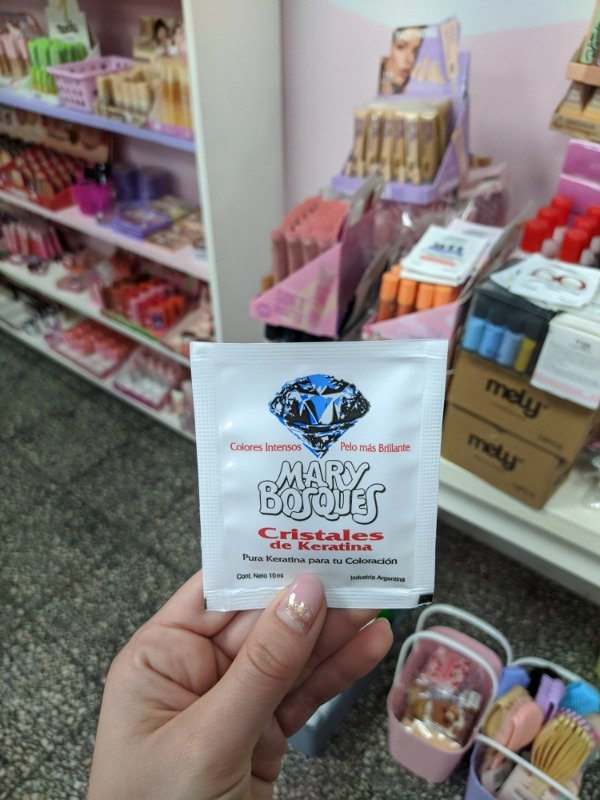 Colores Intensos Pelo más Brillante
MARY
BOSQUES
Cristales
de Keratina
Pura Keratina para tu Coloración
Cont. Neto 10 ml Industria Argentina
mely
mely